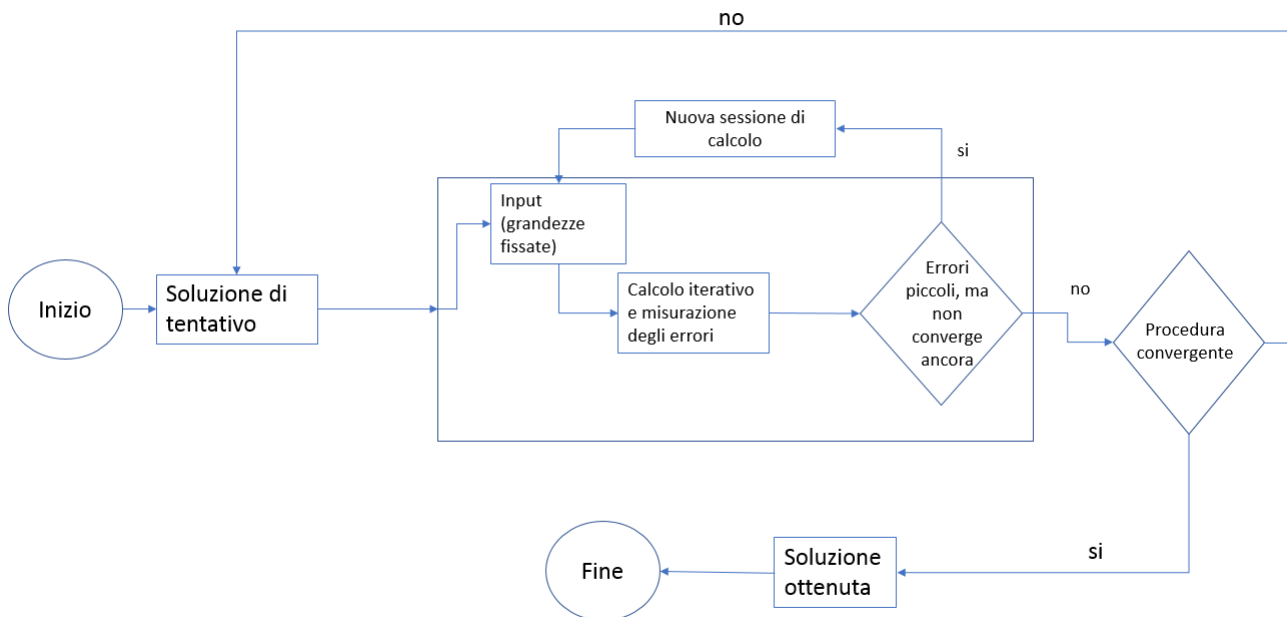 no
Nuova sessione di
calcolo
si
Input
(grandezze
fissate)
Inizio
Soluzione di
tentativo
Calcolo iterativo
e misurazione
degli errori
Errori
piccoli, ma
non
converge
ancora
no
Procedura
convergente
si
Soluzione
ottenuta
Fine